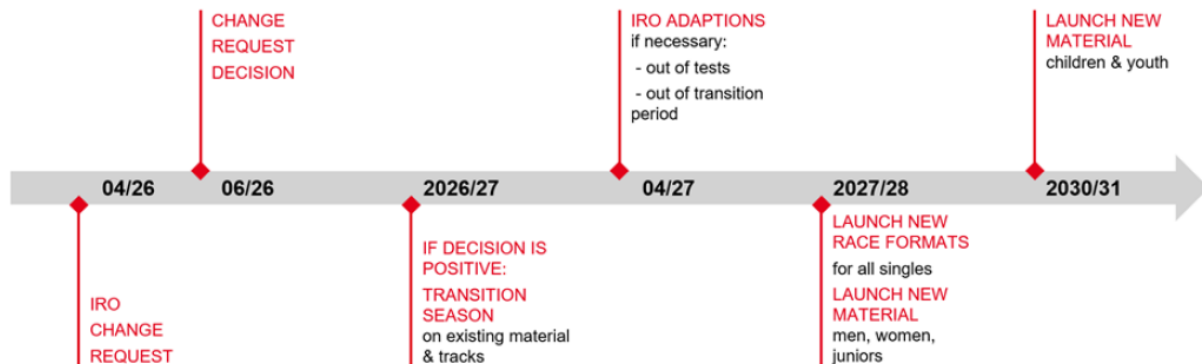 CHANGE
REQUEST
DECISION
IRO ADAPTIONS
if necessary:
- out of tests
- out of transition
period
LAUNCH NEW
MATERIAL
children & youth
04/26
06/26
2026/27
04/27
2027/28
2030/31
IRO
CHANGE
REQUEST
IF DECISION IS
POSITIVE:
TRANSITION
SEASON
on existing material
& tracks
LAUNCH NEW
RACE FORMATS
for all singles
LAUNCH NEW
MATERIAL
men, women,
juniors